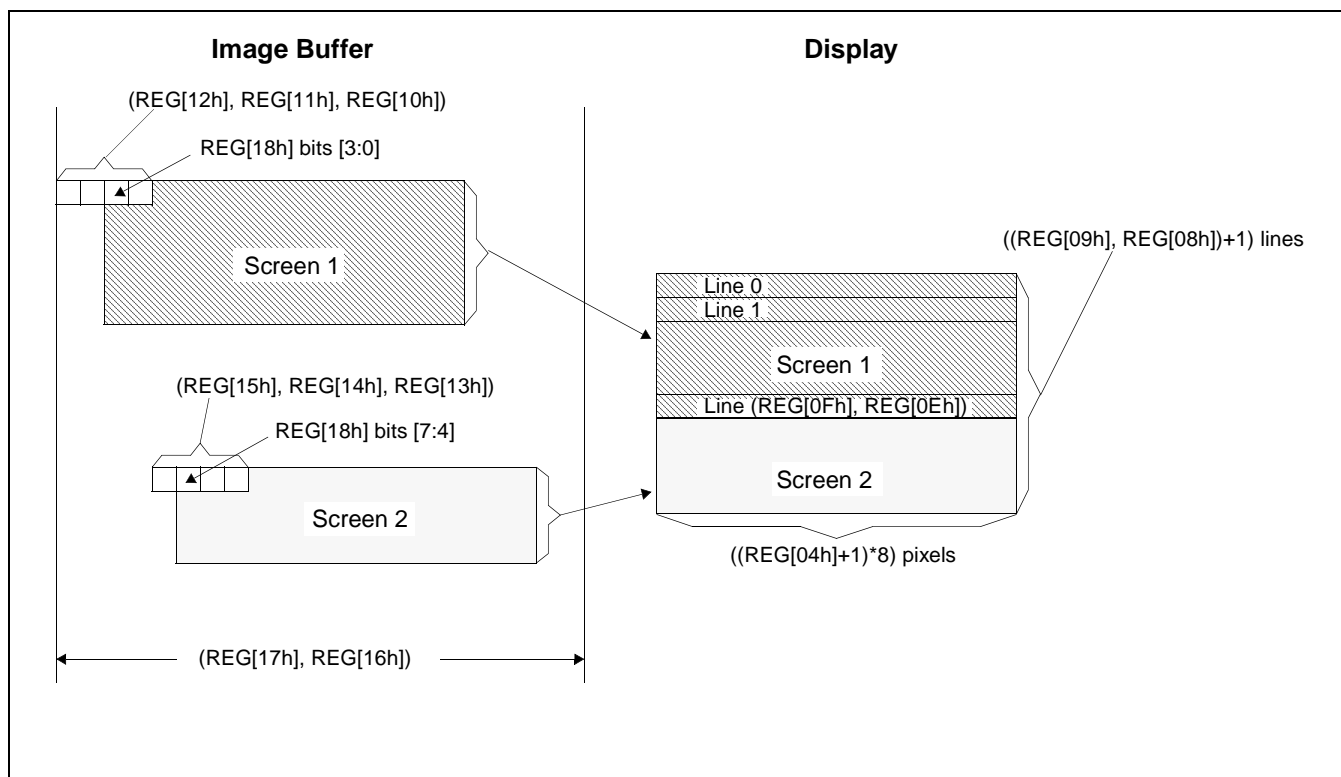 Image Buffer
Display
(REG[12h], REG[11h], REG[10h])
REG[18h] bits [3:0]
Screen 1
((REG[09h], REG[08h])+1) lines
Line 0
Line 1
Screen 1
(REG[15h], REG[14h], REG[13h])
Line (REG[0Fh], REG[0Eh])
REG[18h] bits [7:4]
Screen 2
Screen 2
((REG[04h]+1)*8) pixels
(REG[17h], REG[16h])